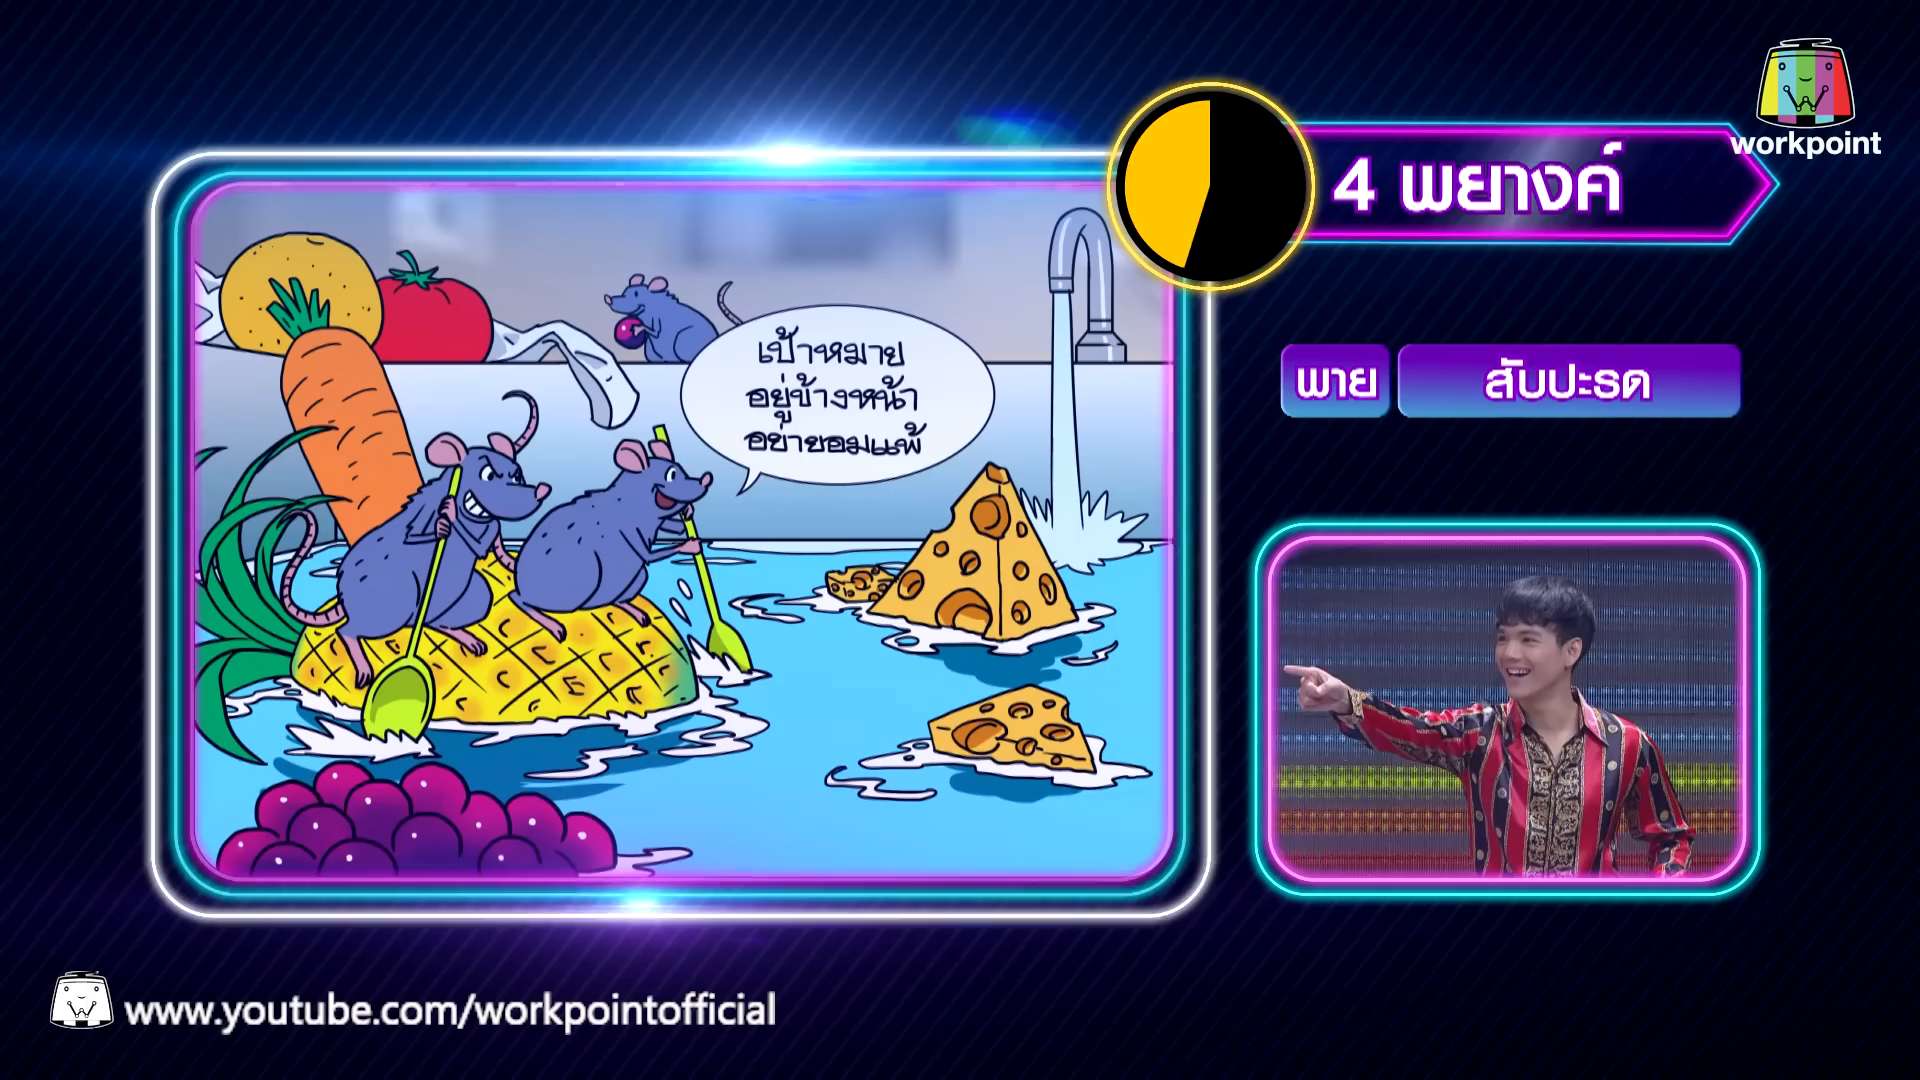 workpoint
4 พยางค์
เป้าหมาย
อยู่ข้างหน้า
อย่ายอมแพ้
พาย สับปะรด
www.youtube.com/workpointofficial